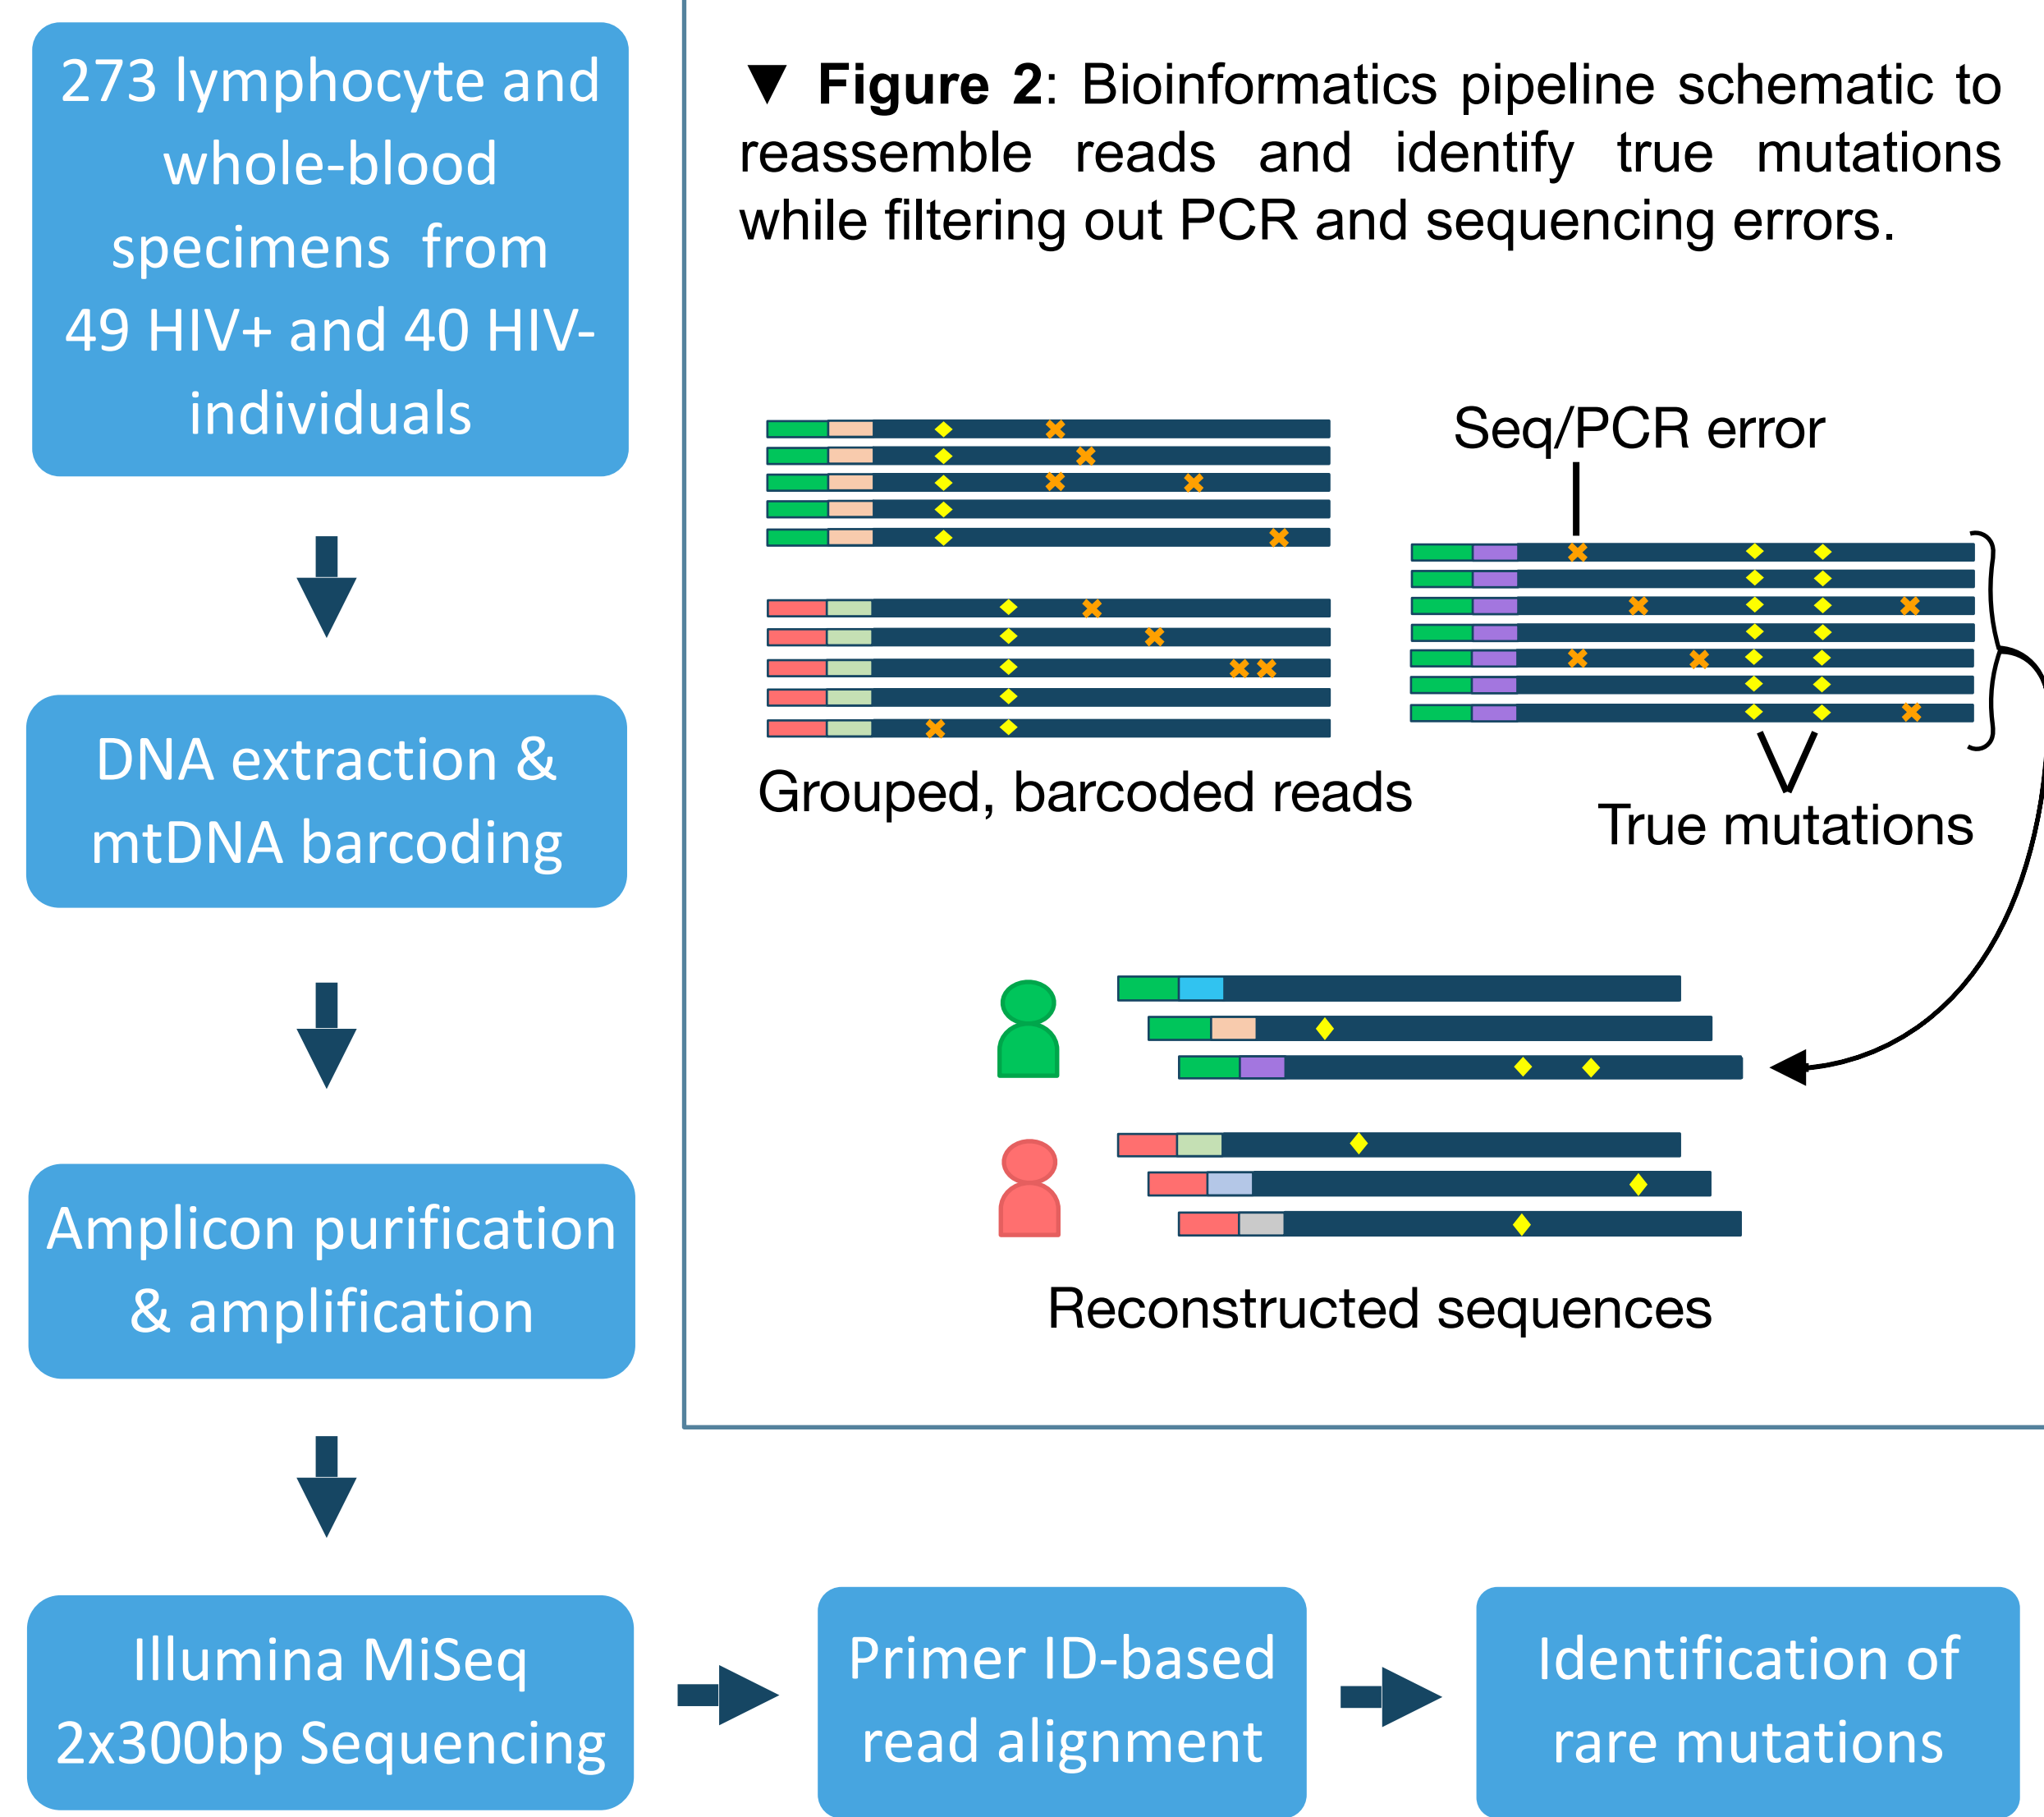 273 lymphocyte and
whole-blood
specimens from
49 HIV+ and 40 HIV-
individuals
DNA extraction &
mtDNA barcoding
Amplicon purification
& amplification
Illumina MiSeq
2x300bp Sequencing
Primer ID-based
read alignment
Identification of
rare mutations
▼ Figure 2: Bioinformatics pipeline schematic to
reassemble reads and identify true mutations
while filtering out PCR and sequencing errors.
Seq/PCR error
Grouped, barcoded reads
True mutations
Reconstructed sequences